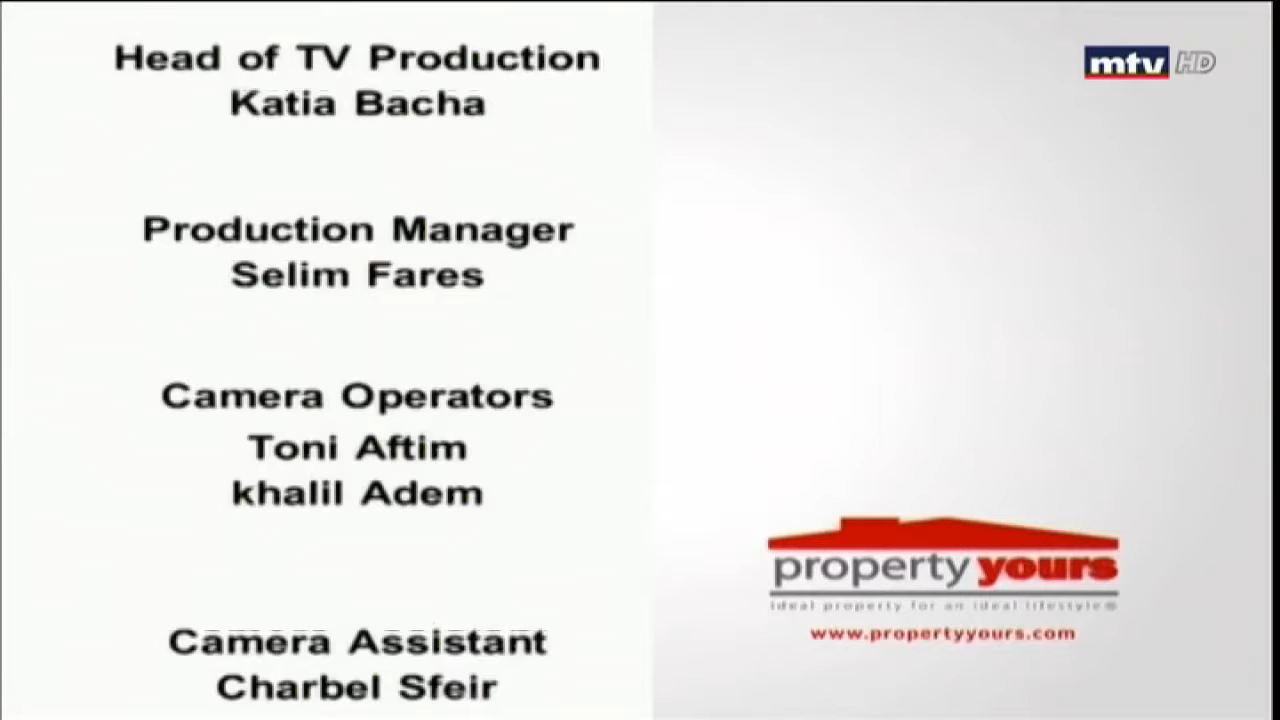 Head of TV Production
Katia Bacha
Production Manager
Selim Fares
Camera Operators
Toni Aftim
khalil Adem
Camera Assistant
Charbel Sfeir
mtv HD
property yours
ideal property for an ideal lifestyle®
www.propertyyours.com